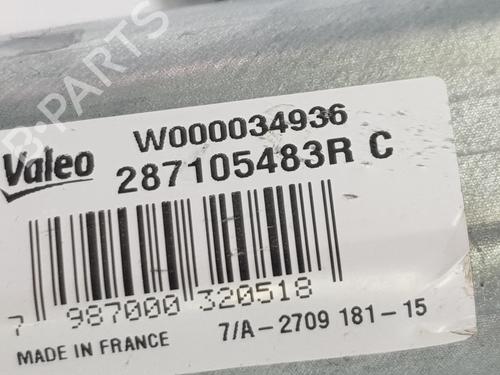 B-PARTS
Valeo
W000034936
287105483R C
7 987000 320518
MADE IN FRANCE
7/A-2709 181-15